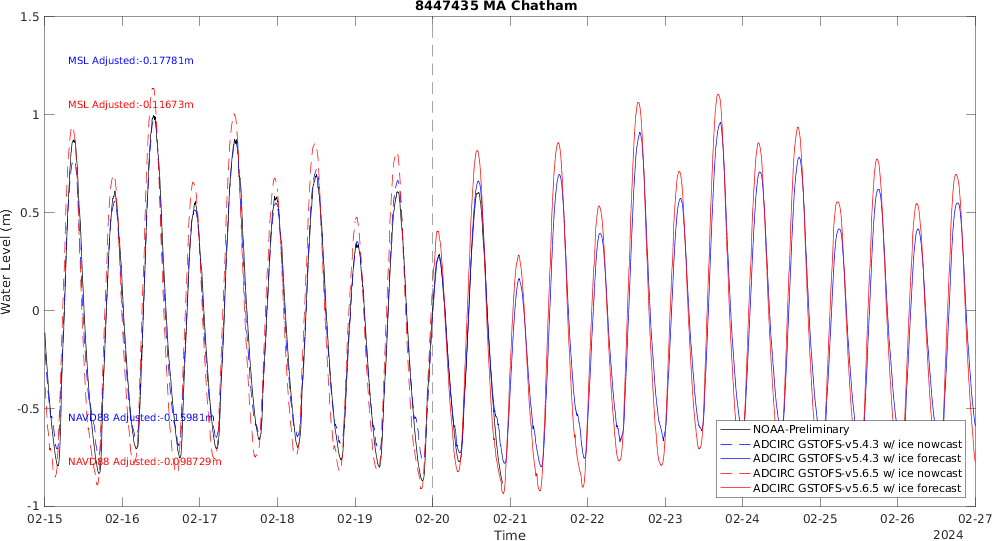 8447435 MA Chatham
Water Level (m)
1.5
1
0.5
0
-0.5
-1
MSL Adjusted:-0.17781m
MSL Adjusted:-0.11673m
NAVD88 Adjusted:-0.15981m
NAVD88 Adjusted:-0.098729m
NOAA-Preliminary
ADCIRC GSTOFS-v5.4.3 w/ ice nowcast
ADCIRC GSTOFS-v5.4.3 w/ ice forecast
ADCIRC GSTOFS-v5.6.5 w/ ice nowcast
ADCIRC GSTOFS-v5.6.5 w/ ice forecast
02-15 02-16 02-17 02-18 02-19 02-20 02-21 02-22 02-23 02-24 02-25 02-26 02-27
Time
2024